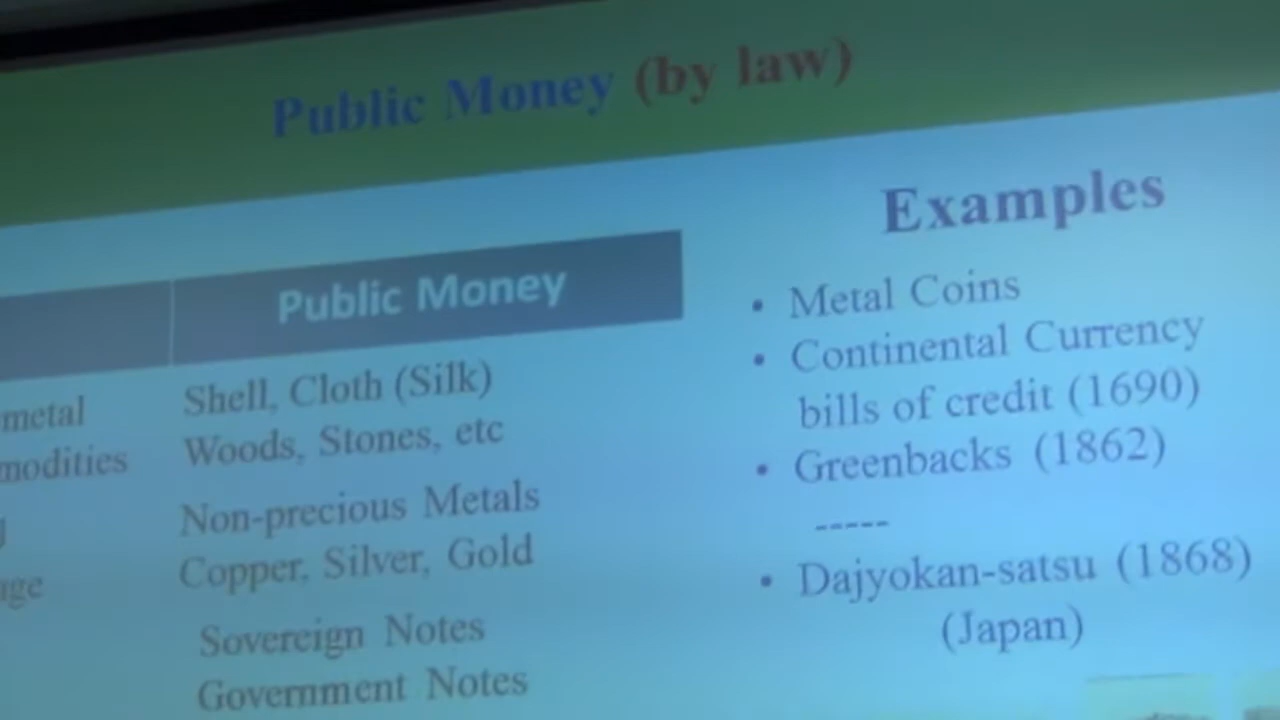 Public Money (by law)
Public Money
metal
Shell, Cloth (Silk)
Woods, Stones, etc
Non-precious Metals
Copper, Silver, Gold
Sovereign Notes
Government Notes
Examples
• Metal Coins
• Continental Currency
bills of credit (1690)
• Greenbacks (1862)
-----
• Dajyokan-satsu (1868)
(Japan)